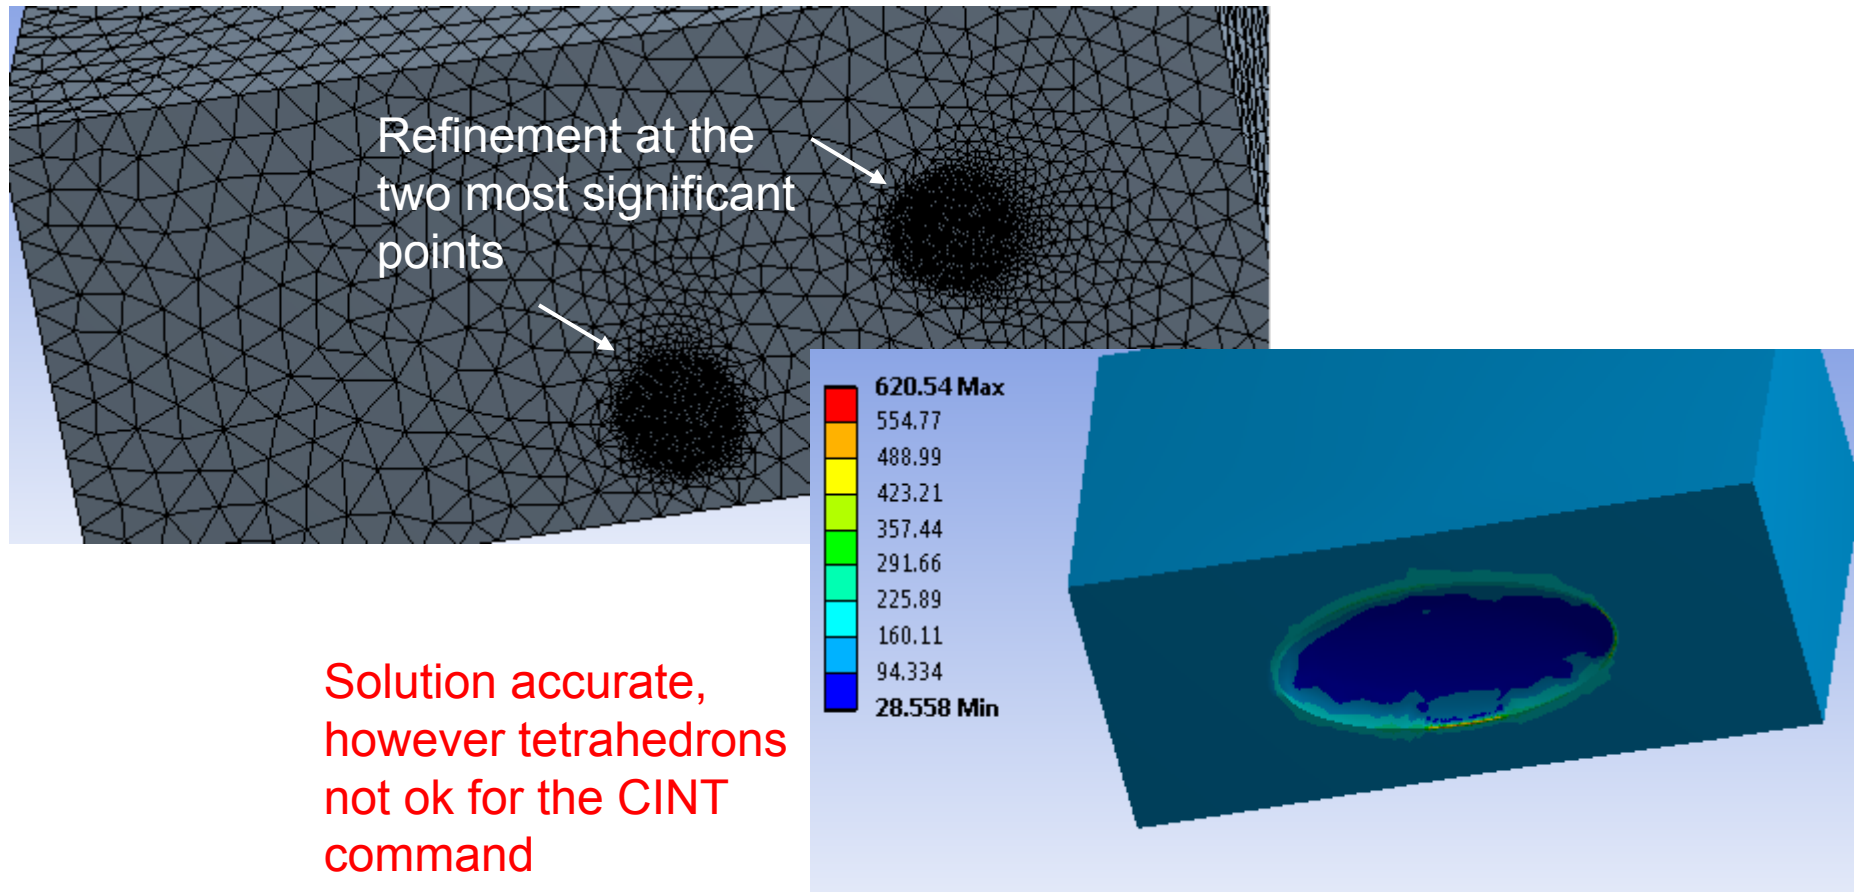 Refinement at the
two most significant
points
620.54 Max
554.77
488.99
423.21
357.44
291.66
225.89
160.11
94.334
28.558 Min
Solution accurate,
however tetrahedrons
not ok for the CINT
command